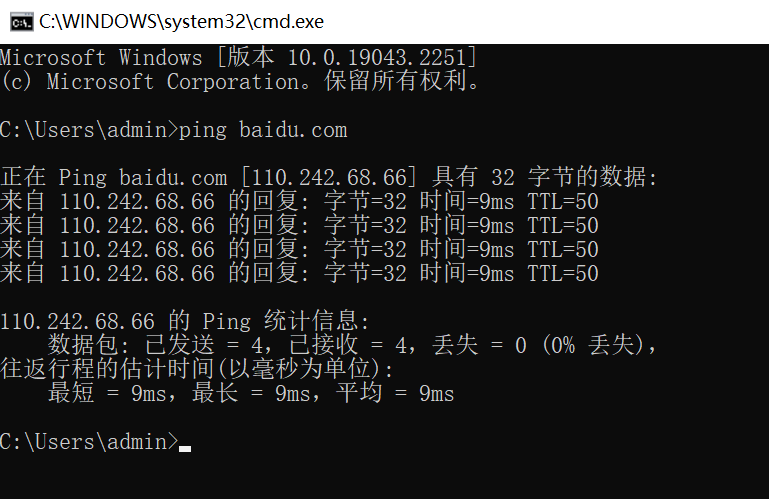 C:\WINDOWS\system32\cmd.exe
Microsoft Windows [版本 10.0.19043.2251]
(c) Microsoft Corporation。保留所有权利。
C:\Users\admin>ping baidu.com
正在 Ping baidu.com [110.242.68.66] 具有 32 字节的数据:
来自 110.242.68.66 的回复: 字节=32 时间=9ms TTL=50
来自 110.242.68.66 的回复: 字节=32 时间=9ms TTL=50
来自 110.242.68.66 的回复: 字节=32 时间=9ms TTL=50
来自 110.242.68.66 的回复: 字节=32 时间=9ms TTL=50
110.242.68.66 的 Ping 统计信息:
数据包: 已发送 = 4，已接收 = 4，丢失 = 0 (0% 丢失)，
往返行程的估计时间(以毫秒为单位):
最短 = 9ms，最长 = 9ms，平均 = 9ms
C:\Users\admin>